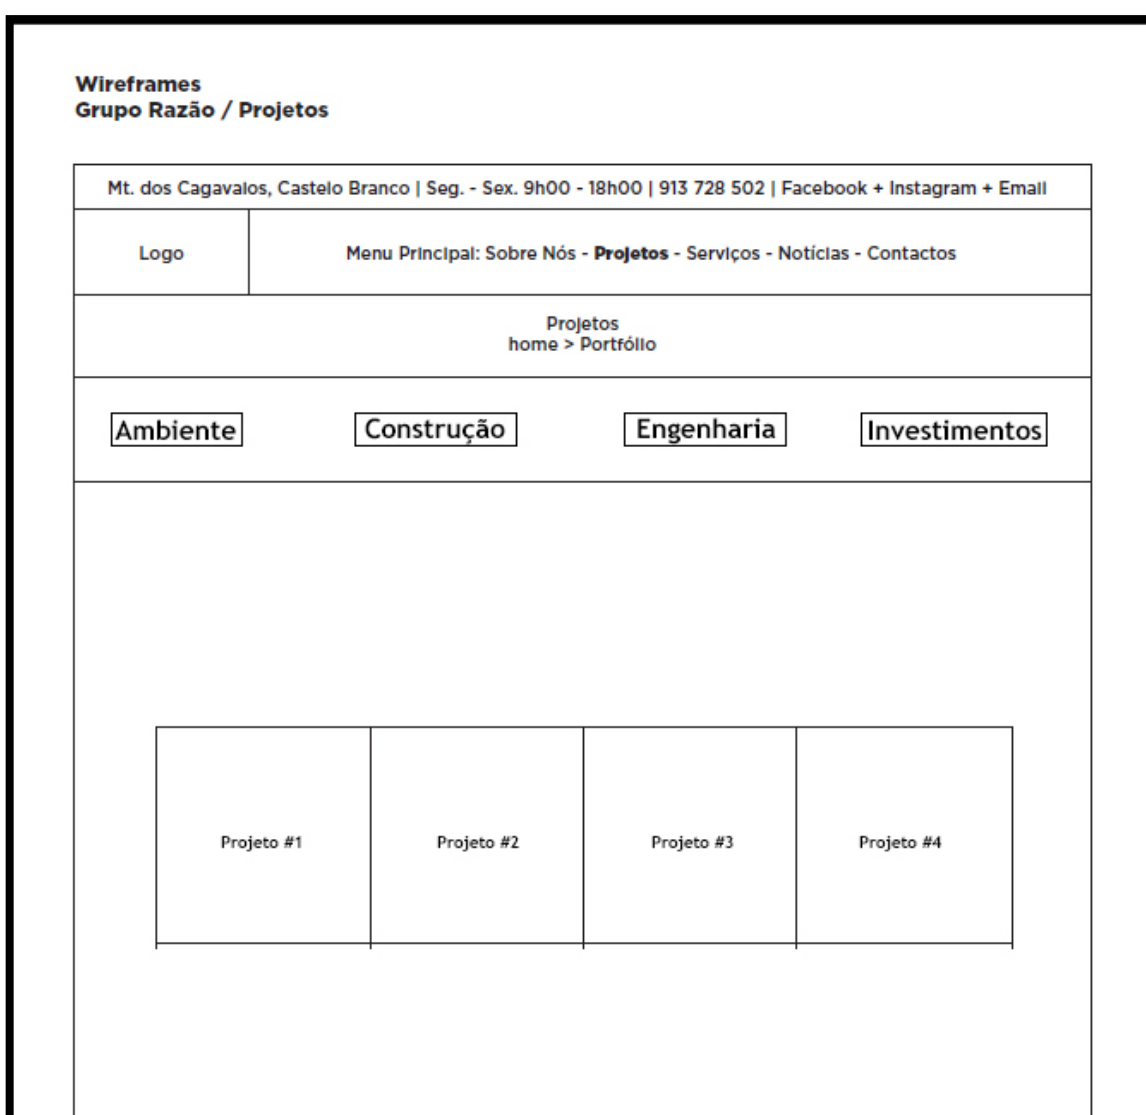 Wireframes
Grupo Razão / Projetos
Mt. dos Cagavaios, Castelo Branco | Seg. - Sex. 9h00 - 18h00 | 913 728 502 | Facebook + Instagram + Email
Logo
Menu Principal: Sobre Nós - Projetos - Serviços - Notícias - Contactos
Projetos
home > Portfólio
Ambiente
Construção
Engenharia
Investimentos
Projeto #1
Projeto #2
Projeto #3
Projeto #4